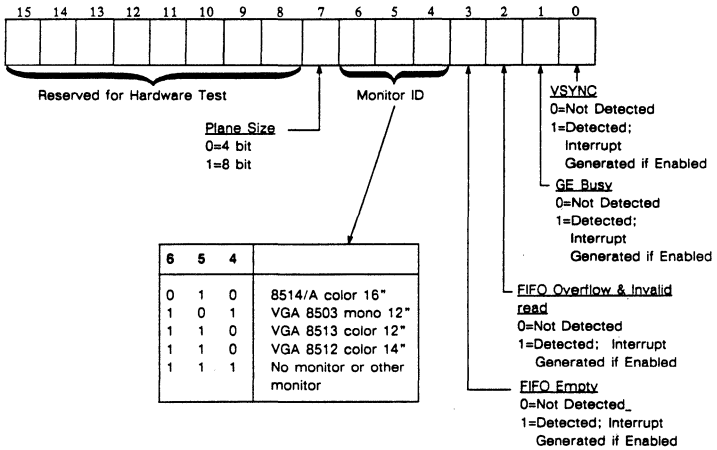 15 14 13 12 11 10 9 8 7 6 5 4 3 2 1 0
Reserved for Hardware Test
Monitor ID
Plane Size
0=4 bit
1=8 bit
VSYNC
0=Not Detected
1=Detected;
Interrupt
Generated if Enabled
GE Busy
0=Not Detected
1=Detected;
Interrupt
Generated if Enabled
6 5 4
0 1 0 8514/A color 16"
1 0 1 VGA 8503 mono 12"
1 1 0 VGA 8513 color 12"
1 1 0 VGA 8512 color 14"
1 1 1 No monitor or other
monitor
FIFO Overflow & Invalid
read
0=Not Detected
1=Detected; Interrupt
Generated if Enabled
FIFO Empty
0=Not Detected_
1=Detected; Interrupt
Generated if Enabled